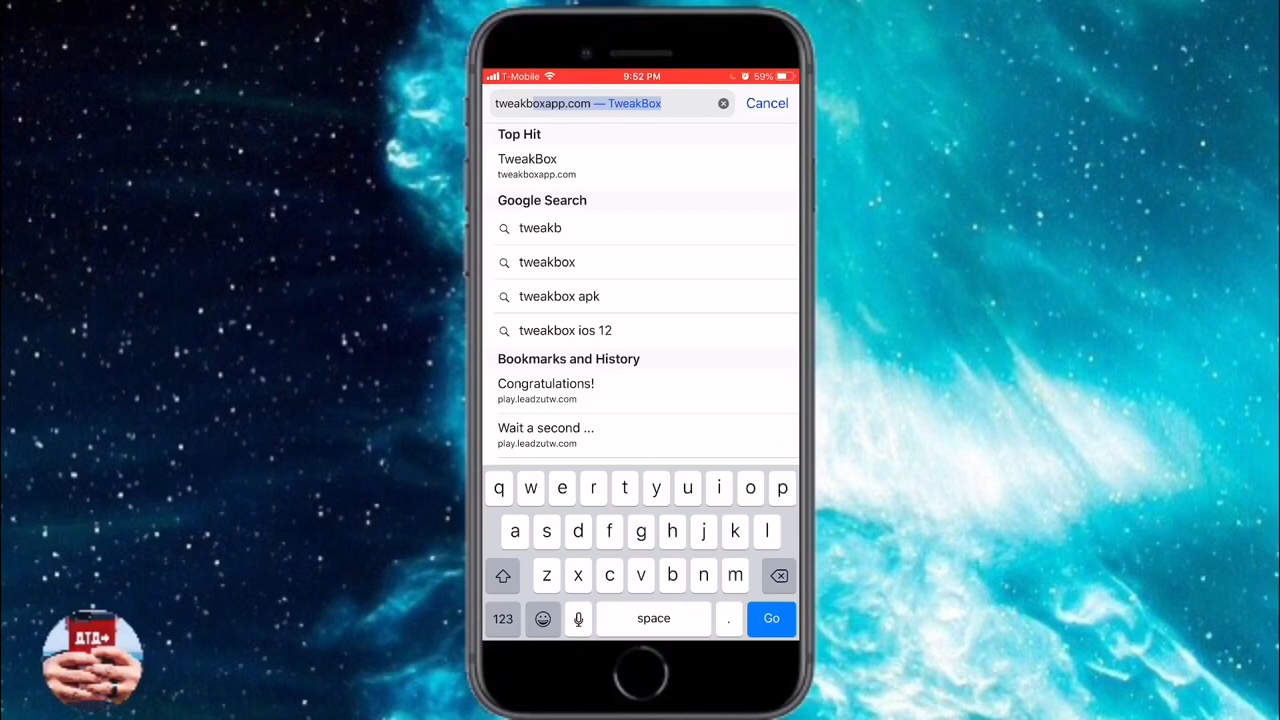 T-Mobile 9:52 PM 59%
tweakboxapp.com — TweakBox Cancel
Top Hit
TweakBox
tweakboxapp.com
Google Search
tweakb
tweakbox
tweakbox apk
tweakbox ios 12
Bookmarks and History
Congratulations!
play.leadzutw.com
Wait a second ...
play.leadzutw.com
q w e r t y u i o p
a s d f g h j k l
z x c v b n m
123 space . Go
ДТД+